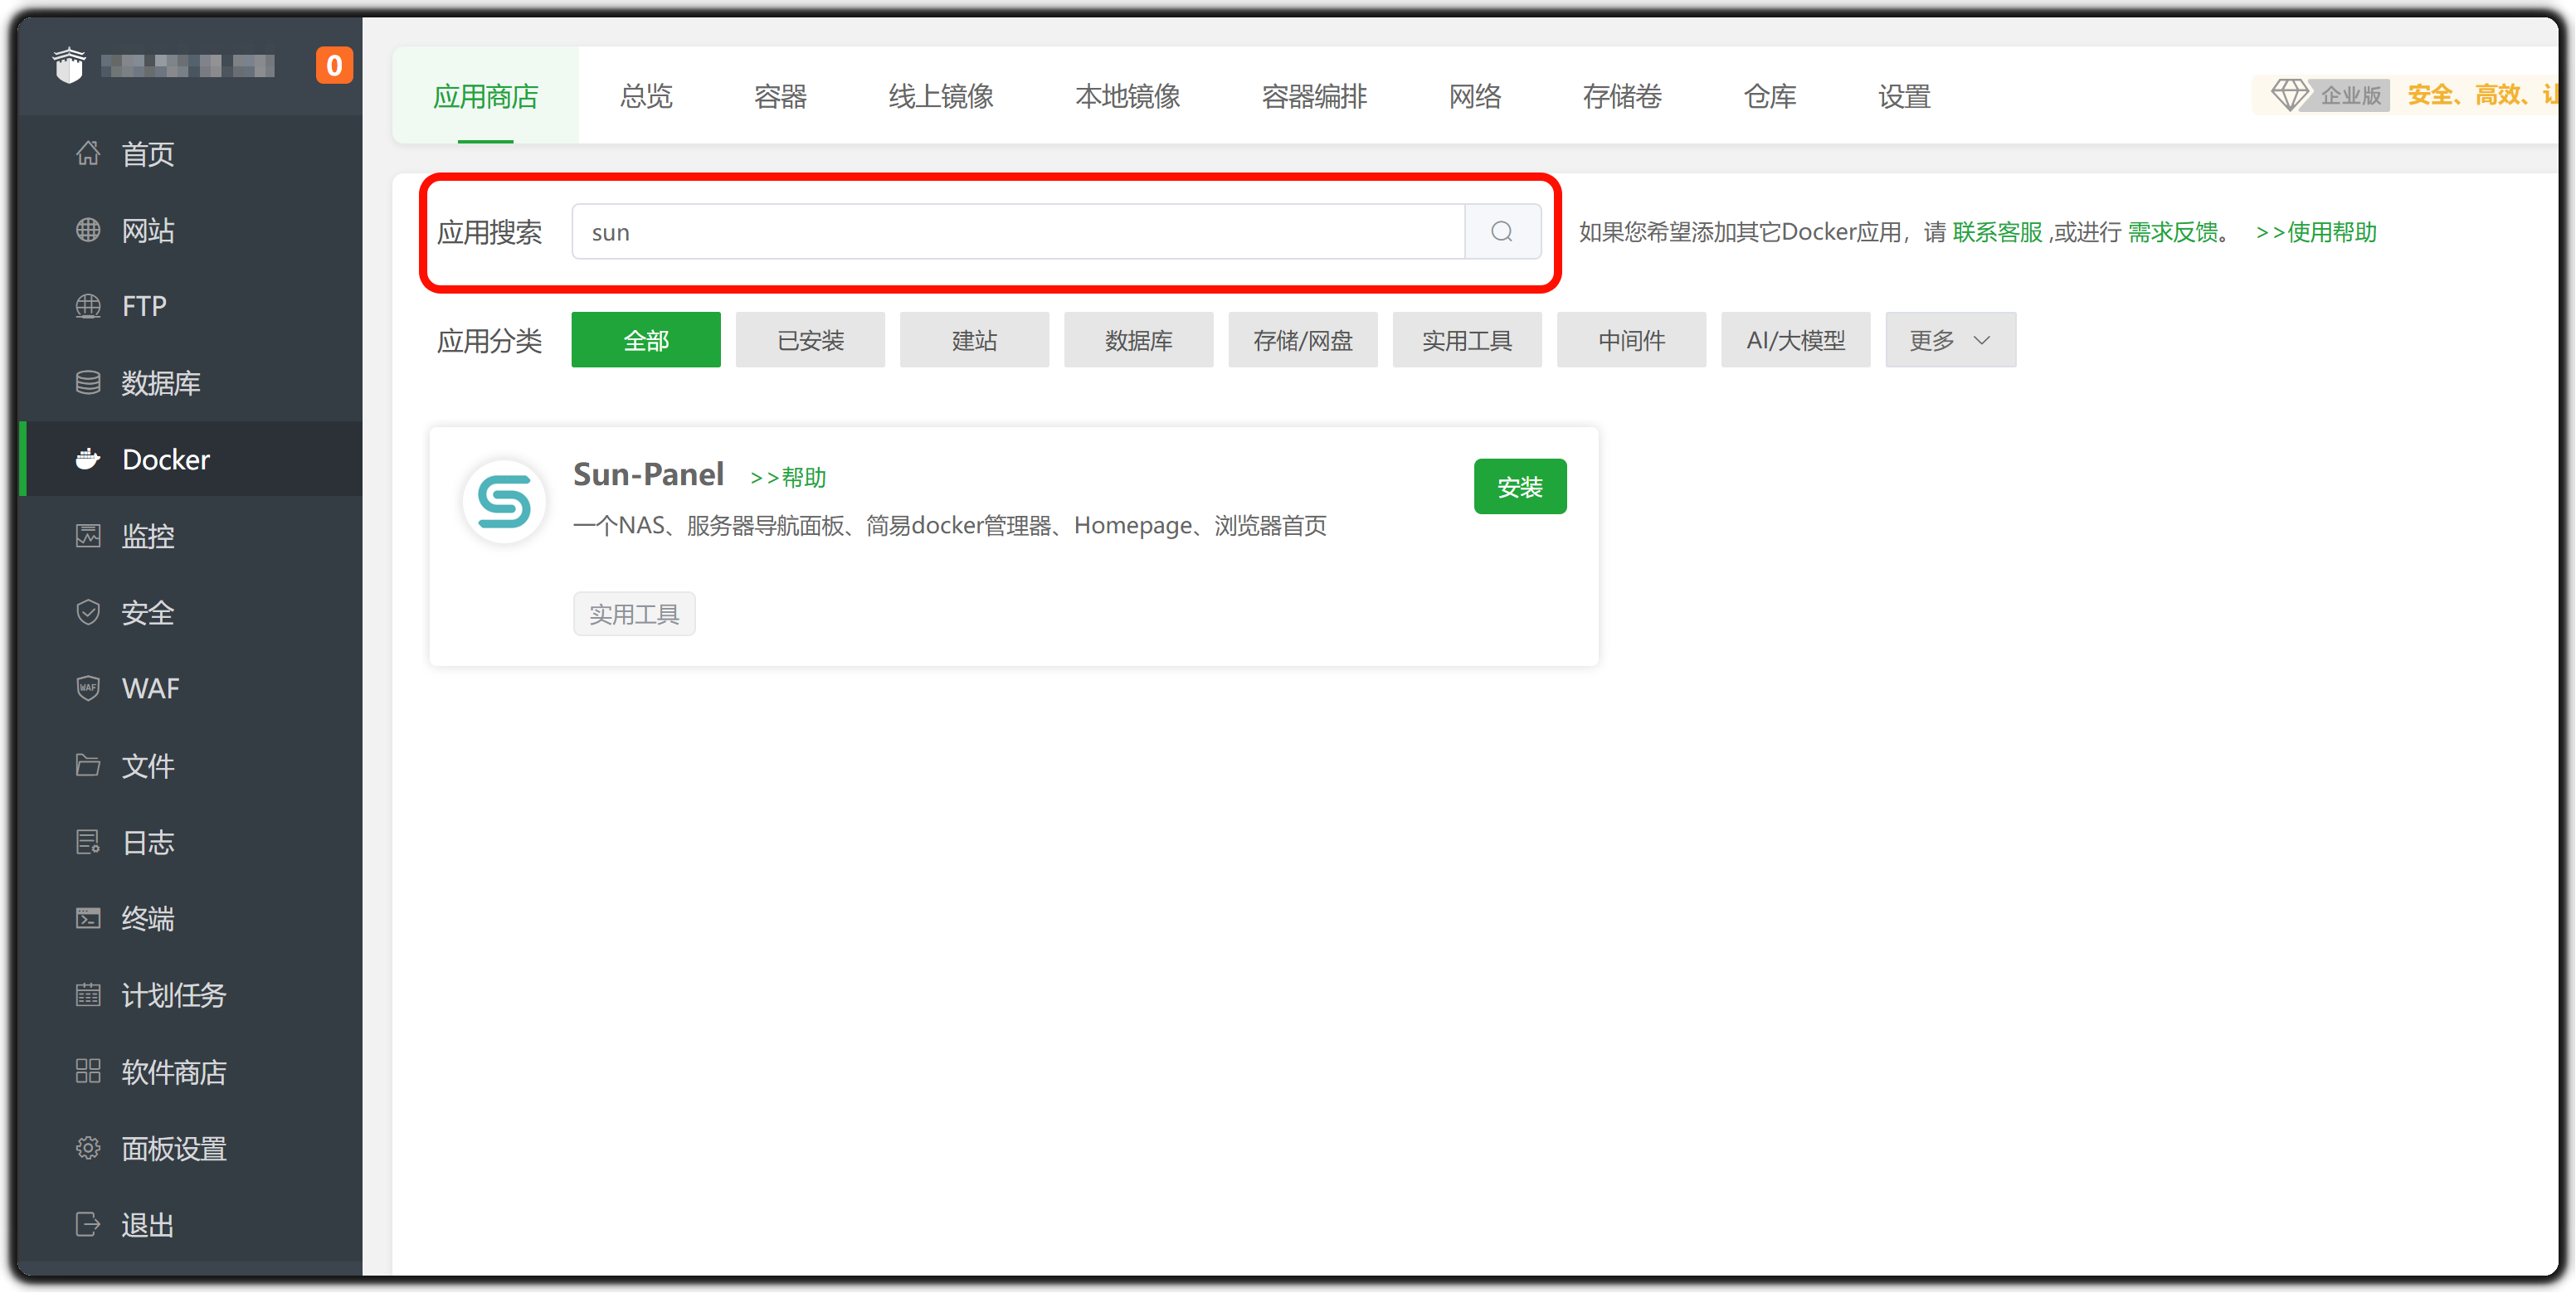 0
首页
网站
FTP
数据库
Docker
监控
安全
WAF
文件
日志
终端
计划任务
软件商店
面板设置
退出
应用商店 总览 容器 线上镜像 本地镜像 容器编排 网络 存储卷 仓库 设置 企业版 安全、高效、让
应用搜索 sun 如果您希望添加其它Docker应用，请 联系客服 ,或进行 需求反馈。 >>使用帮助
应用分类 全部 已安装 建站 数据库 存储/网盘 实用工具 中间件 AI/大模型 更多
Sun-Panel >>帮助 安装
一个NAS、服务器导航面板、简易docker管理器、Homepage、浏览器首页
实用工具